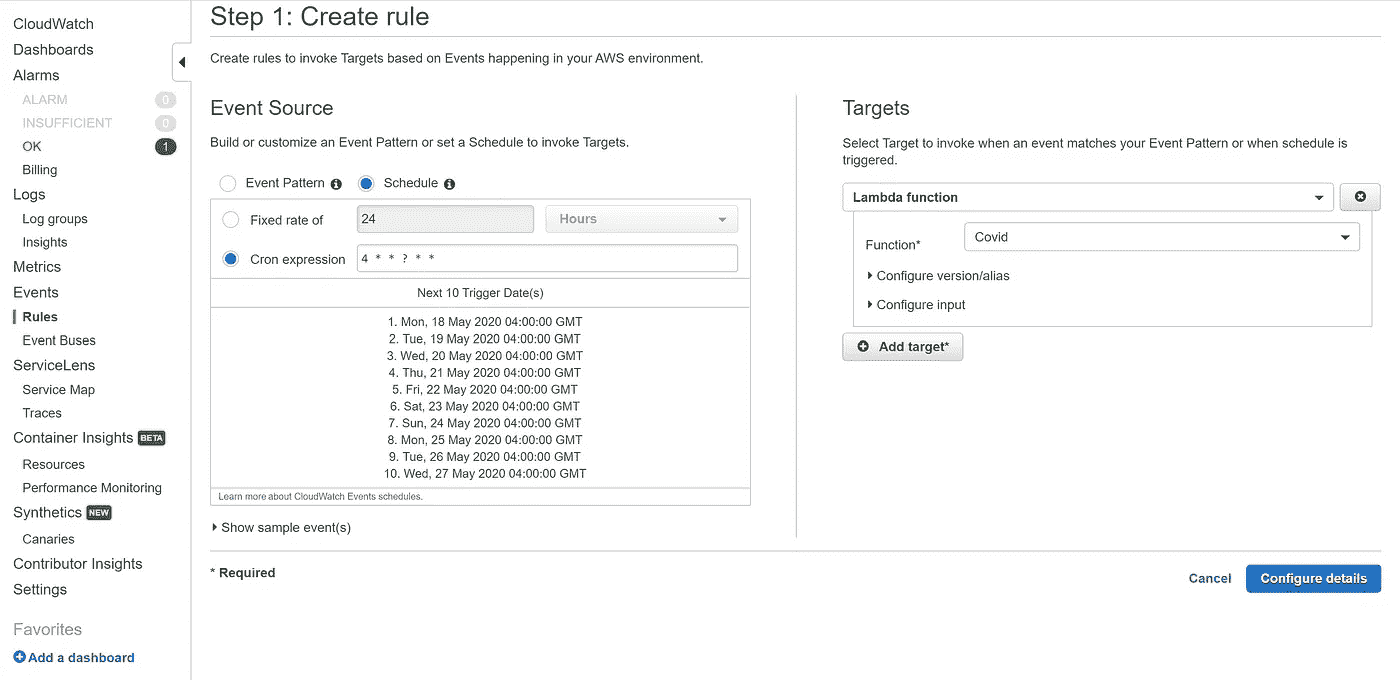 CloudWatch
Dashboards
Alarms
ALARM 0
INSUFFICIENT 0
OK 1
Billing
Logs
Log groups
Insights
Metrics
Events
Rules
Event Buses
ServiceLens
Service Map
Traces
Container Insights BETA
Resources
Performance Monitoring
Synthetics NEW
Canaries
Contributor Insights
Settings
Favorites
Add a dashboard
Step 1: Create rule
Create rules to invoke Targets based on Events happening in your AWS environment.
Event Source
Build or customize an Event Pattern or set a Schedule to invoke Targets.
Event Pattern Schedule
Fixed rate of 24 Hours
Cron expression 4 * * ? * *
Next 10 Trigger Date(s)
1. Mon, 18 May 2020 04:00:00 GMT
2. Tue, 19 May 2020 04:00:00 GMT
3. Wed, 20 May 2020 04:00:00 GMT
4. Thu, 21 May 2020 04:00:00 GMT
5. Fri, 22 May 2020 04:00:00 GMT
6. Sat, 23 May 2020 04:00:00 GMT
7. Sun, 24 May 2020 04:00:00 GMT
8. Mon, 25 May 2020 04:00:00 GMT
9. Tue, 26 May 2020 04:00:00 GMT
10. Wed, 27 May 2020 04:00:00 GMT
Learn more about CloudWatch Events schedules.
Show sample event(s)
* Required
Targets
Select Target to invoke when an event matches your Event Pattern or when schedule is
triggered.
Lambda function
Function* Covid
Configure version/alias
Configure input
Add target*
Cancel Configure details